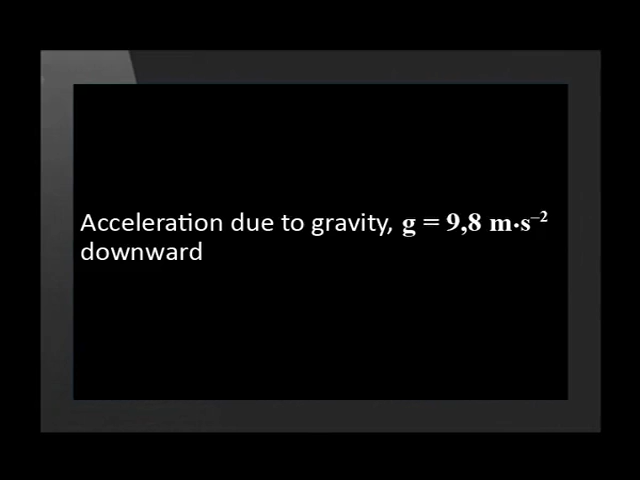 Acceleration due to gravity, g = 9,8 m·s⁻²
downward